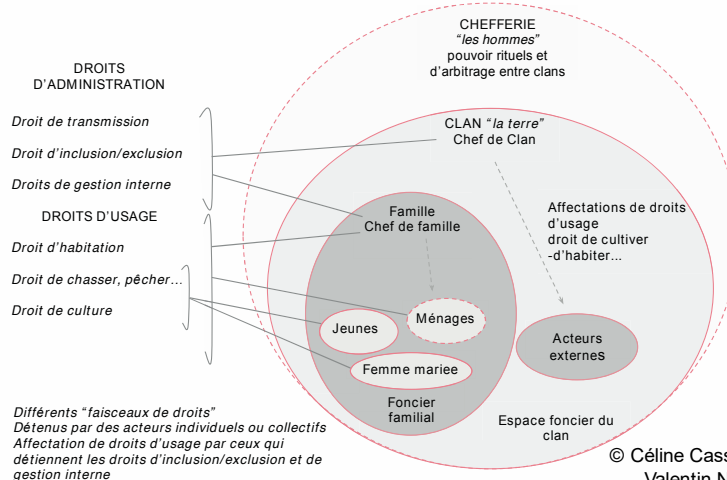 CHEFFERIE
“les hommes”
pouvoir rituels et
d’arbitrage entre clans
DROITS
D’ADMINISTRATION
Droit de transmission
Droit d’inclusion/exclusion
Droits de gestion interne
CLAN “la terre”
Chef de Clan
DROITS D’USAGE
Droit d’habitation
Droit de chasser, pêcher…
Droit de culture
Famille
Chef de famille
Affectations de droits
d’usage
droit de cultiver
-d’habiter...
Jeunes
Ménages
Femme mariee
Foncier
familial
Acteurs
externes
Espace foncier du
clan
Différents “faisceaux de droits”
Détenus par des acteurs individuels ou collectifs
Affectation de droits d’usage par ceux qui
détiennent les droits d’inclusion/exclusion et de
gestion interne
© Céline Cass
Valentin N